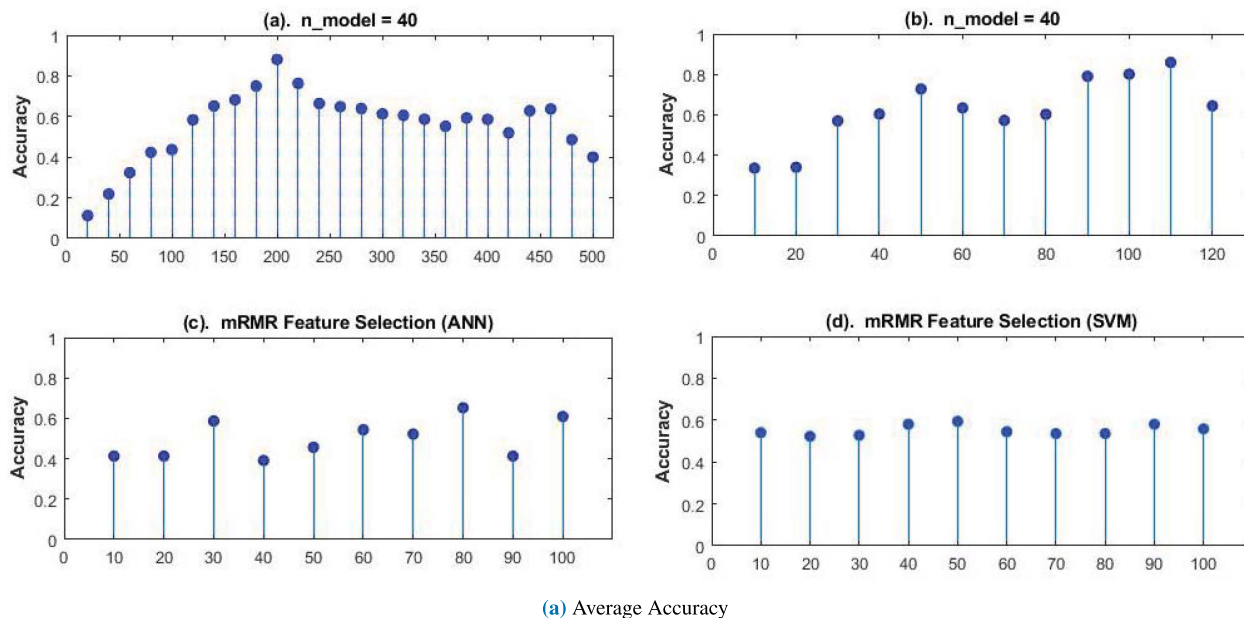 (a). n_model = 40
Accuracy
1
0.8
0.6
0.4
0.2
0
0 50 100 150 200 250 300 350 400 450 500
(b). n_model = 40
Accuracy
1
0.8
0.6
0.4
0.2
0
0 20 40 60 80 100 120
(c). mRMR Feature Selection (ANN)
Accuracy
1
0.8
0.6
0.4
0.2
0
0 10 20 30 40 50 60 70 80 90 100
(d). mRMR Feature Selection (SVM)
Accuracy
1
0.8
0.6
0.4
0.2
0
0 10 20 30 40 50 60 70 80 90 100
(a) Average Accuracy